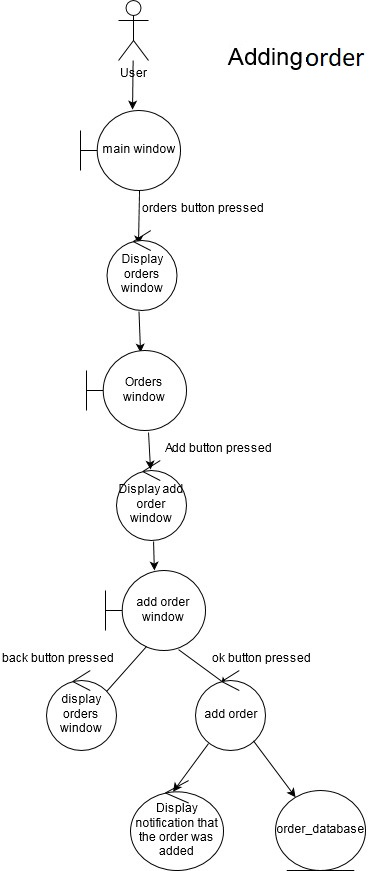 Adding order
User
main window
orders button pressed
Display
orders
window
Orders
window
Add button pressed
Display add
order
window
add order
window
back button pressed
ok button pressed
display
orders
window
add order
Display
notification that
the order was
added
order_database